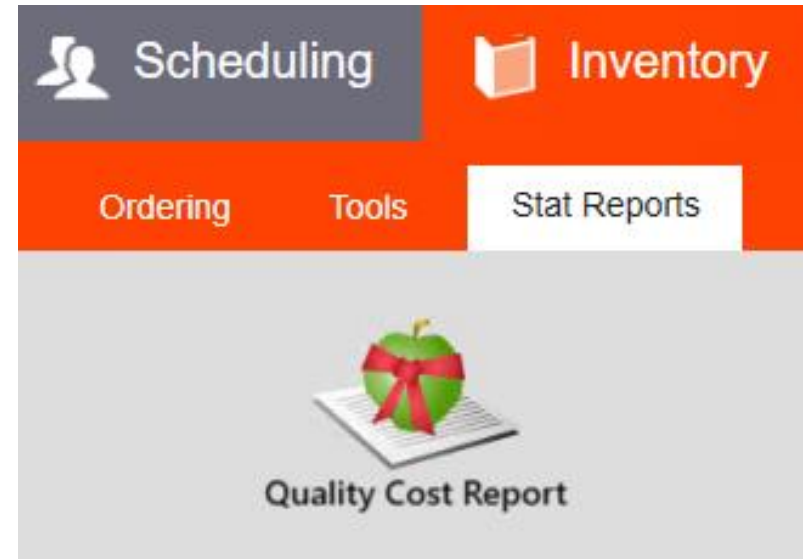 Scheduling Inventory
Ordering Tools Stat Reports
Quality Cost Report